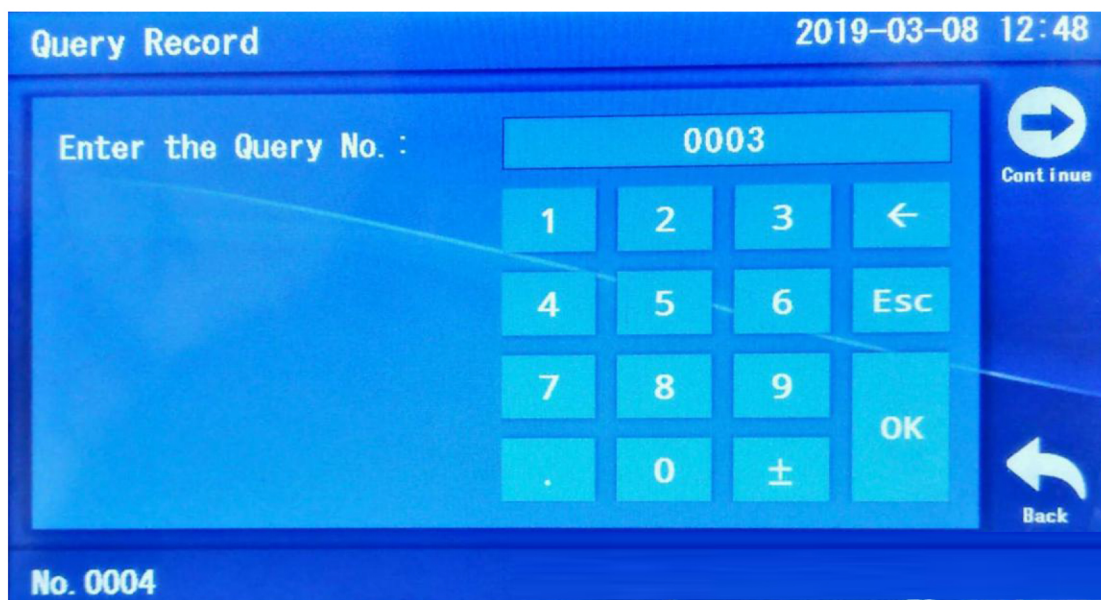 Query Record 2019-03-08 12:48
Enter the Query No.: 0003
Continue
1 2 3 ←
4 5 6 Esc
7 8 9
OK
. 0 ±
Back
No. 0004